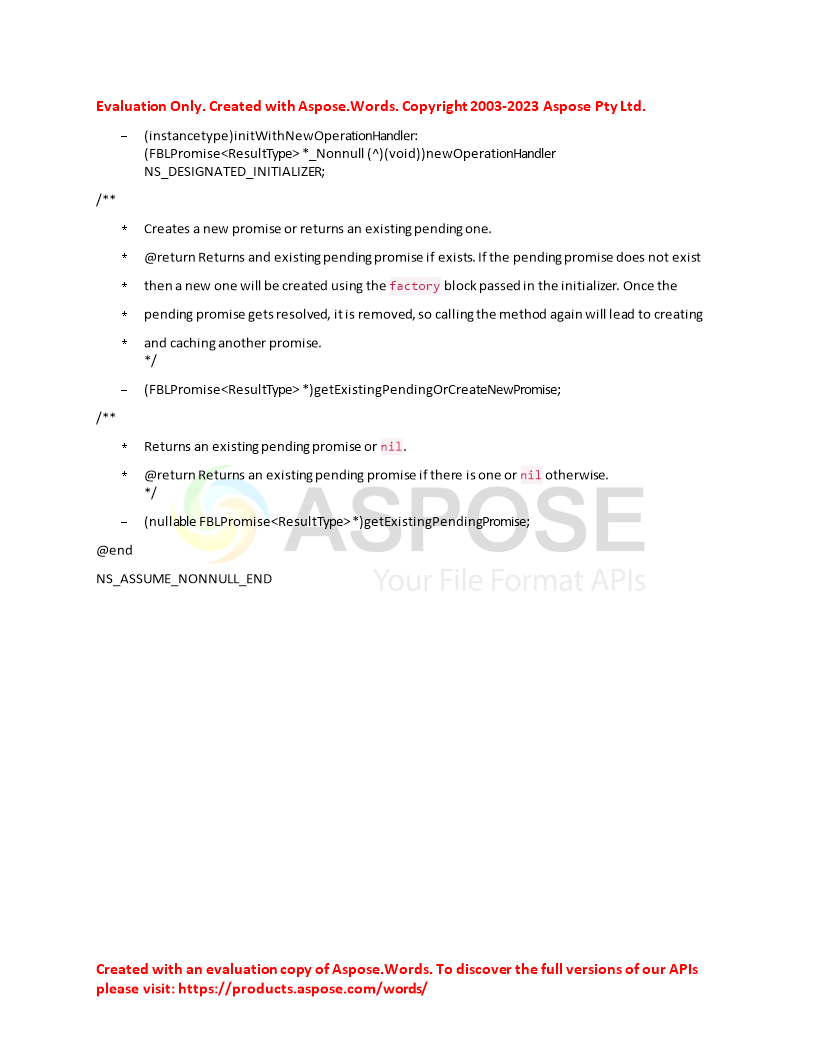 Evaluation Only. Created with Aspose.Words. Copyright 2003-2023 Aspose Pty Ltd.
– (instancetype)initWithNewOperationHandler:
(FBLPromise<ResultType> *_Nonnull (^)(void))newOperationHandler
NS_DESIGNATED_INITIALIZER;
/**
* Creates a new promise or returns an existing pending one.
* @return Returns and existing pending promise if exists. If the pending promise does not exist
* then a new one will be created using the factory block passed in the initializer. Once the
* pending promise gets resolved, it is removed, so calling the method again will lead to creating
* and caching another promise.
*/
– (FBLPromise<ResultType> *)getExistingPendingOrCreateNewPromise;
/**
* Returns an existing pending promise or nil.
* @return Returns an existing pending promise if there is one or nil otherwise.
*/
– (nullable FBLPromise<ResultType> *)getExistingPendingPromise;
@end
NS_ASSUME_NONNULL_END
ASPOSE
Your File Format APIs
Created with an evaluation copy of Aspose.Words. To discover the full versions of our APIs
please visit: https://products.aspose.com/words/